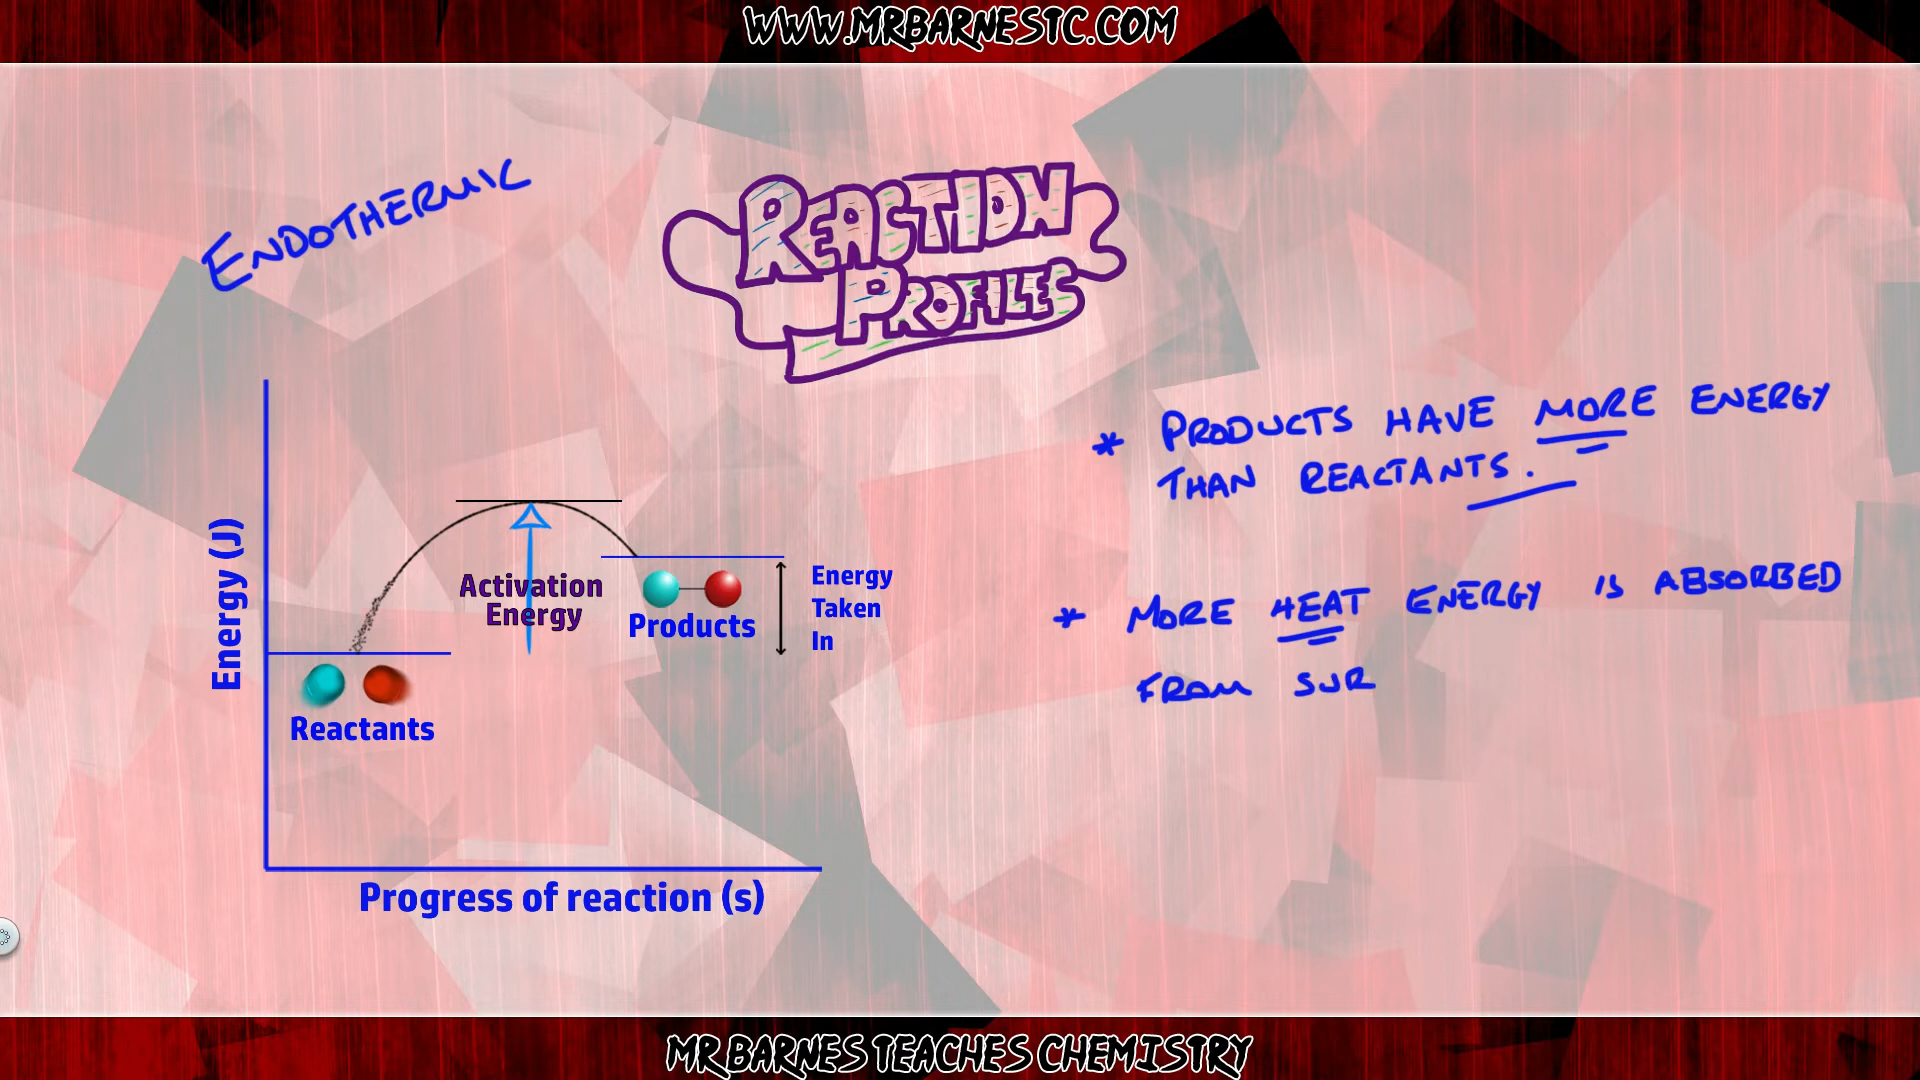 WWW.MRBARNESTC.COM
ENDOTHERMIC
REACTION
PROFILES
Energy (J)
Activation
Energy
Products
Energy
Taken
In
Reactants
Progress of reaction (s)
* PRODUCTS HAVE MORE ENERGY
THAN REACTANTS.
* MORE HEAT ENERGY IS ABSORBED
FROM SUR
MR BARNES TEACHES CHEMISTRY